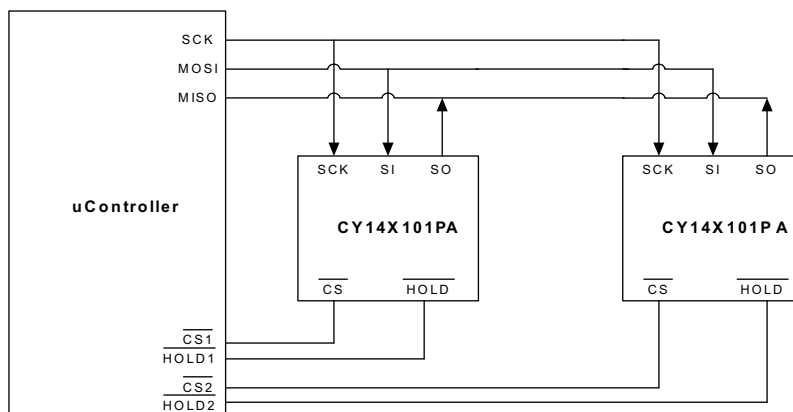 SCK
MOSI
MISO
uController
SCK SI SO
CY14X101PA
CS HOLD
SCK SI SO
CY14X101PA
CS HOLD
CS1
HOLD1
CS2
HOLD2